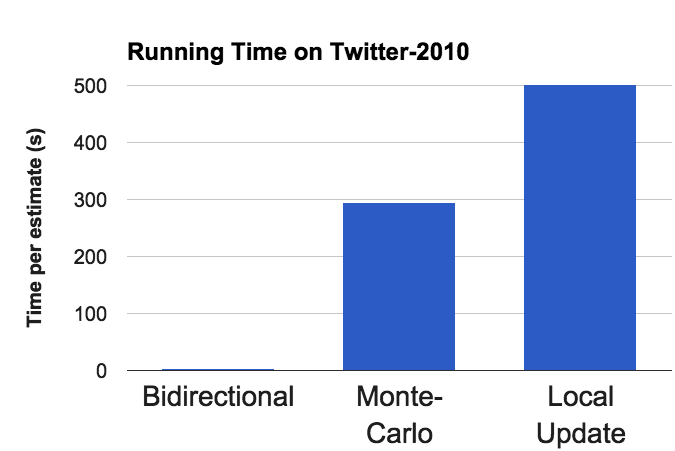 Running Time on Twitter-2010
Time per estimate (s)
500
400
300
200
100
0
Bidirectional
Monte-
Carlo
Local
Update